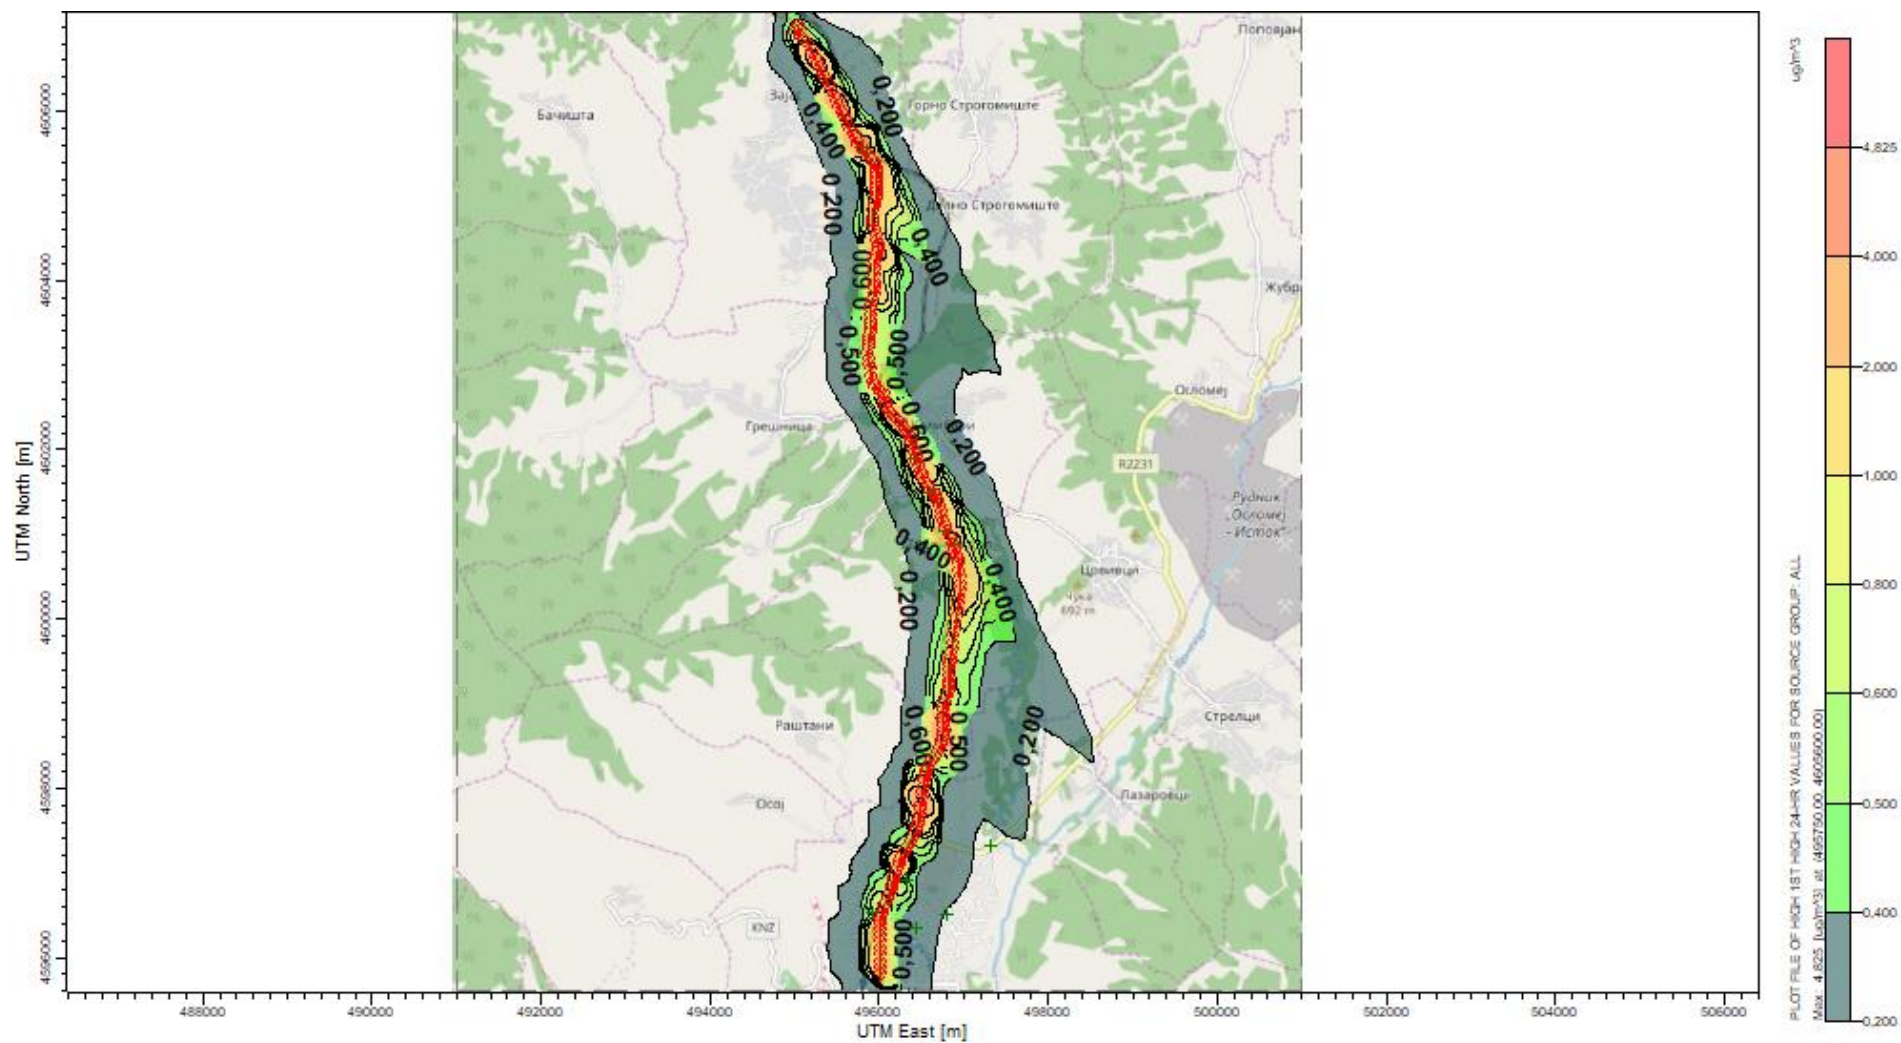 UTM North [m]
4606000
4604000
4602000
4600000
4598000
4596000
Поповјан
Бачишта
Горно Строгомиште
0,200
0,400
0,200
0,400
0,600
0,500
0,500
Осломеј
Грешница
0,600
0,200
R2231
Рудник
„Осломеј
- Исток“
0,400
0,200
0,400
Црвивци
Чука
692 m
Раштани
Стрелци
0,600
0,500
0,200
Осој
Лазаровци
KNZ
0,500
488000
490000
492000
494000
496000
498000
500000
502000
504000
506000
UTM East [m]
ug/m^3
4,825
4,000
2,000
1,000
0,800
0,600
0,500
0,400
0,200
PLOT FILE OF HIGH 1ST HIGH 24-HR VALUES FOR SOURCE GROUP: ALL
Max: 4.825 [ug/m^3] at (495750.00, 4605600.00)